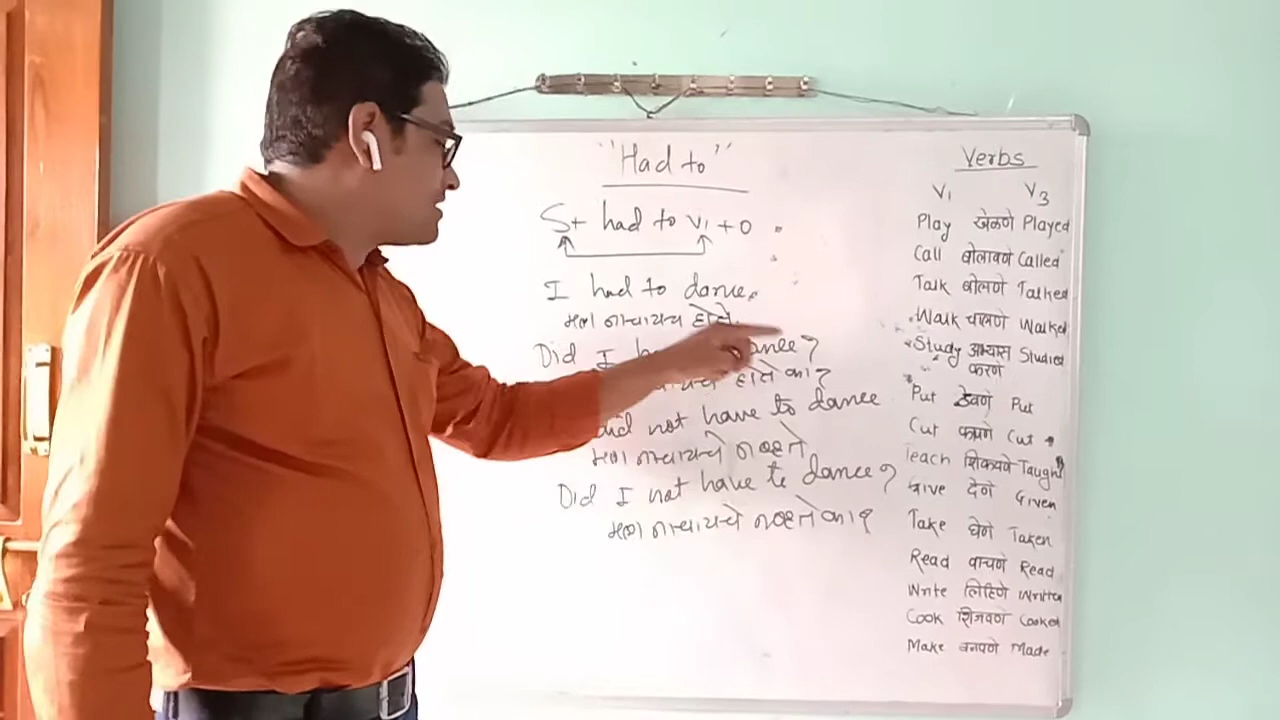 "Had to"
S+ had to V1 + O.
I had to dance.
मला नाचायच होते.
Did I dance?
होते का?
did not have to dance
मला नाचायचे नव्हते
Did I not have to dance?
मला नाचायचे नव्हते का?
Verbs
V1 V3
Play खेळणे Played
Call बोलावणे Called
Talk बोलणे Talked
Walk चालणे Walked
Study अभ्यास Studied
करणे
Put ठेवणे Put
Cut कापणे Cut
Teach शिकवणे Taught
Give देणे Given
Take घेणे Taken
Read वाचणे Read
Write लिहिणे Written
Cook शिजवणे Cooked
Make बनवणे Made